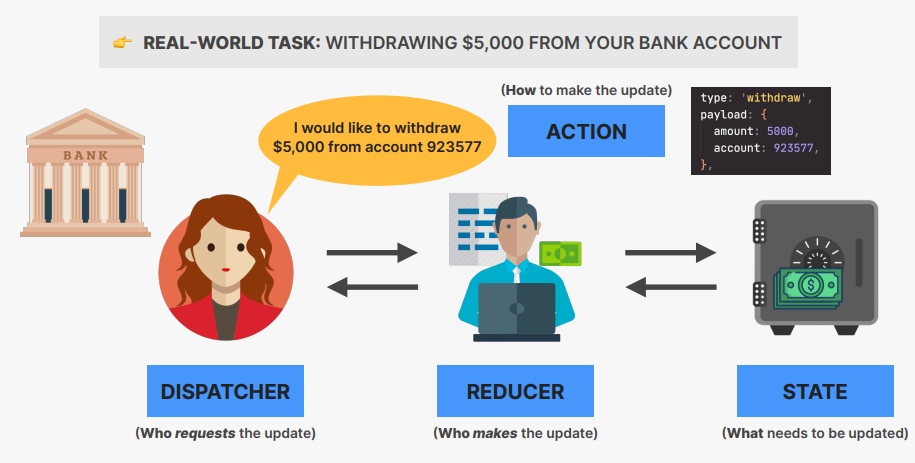 👉 REAL-WORLD TASK: WITHDRAWING $5,000 FROM YOUR BANK ACCOUNT
(How to make the update)
ACTION
type: 'withdraw',
payload: {
amount: 5000,
account: 923577,
},
I would like to withdraw
$5,000 from account 923577
BANK
$
DISPATCHER
(Who requests the update)
REDUCER
(Who makes the update)
STATE
(What needs to be updated)